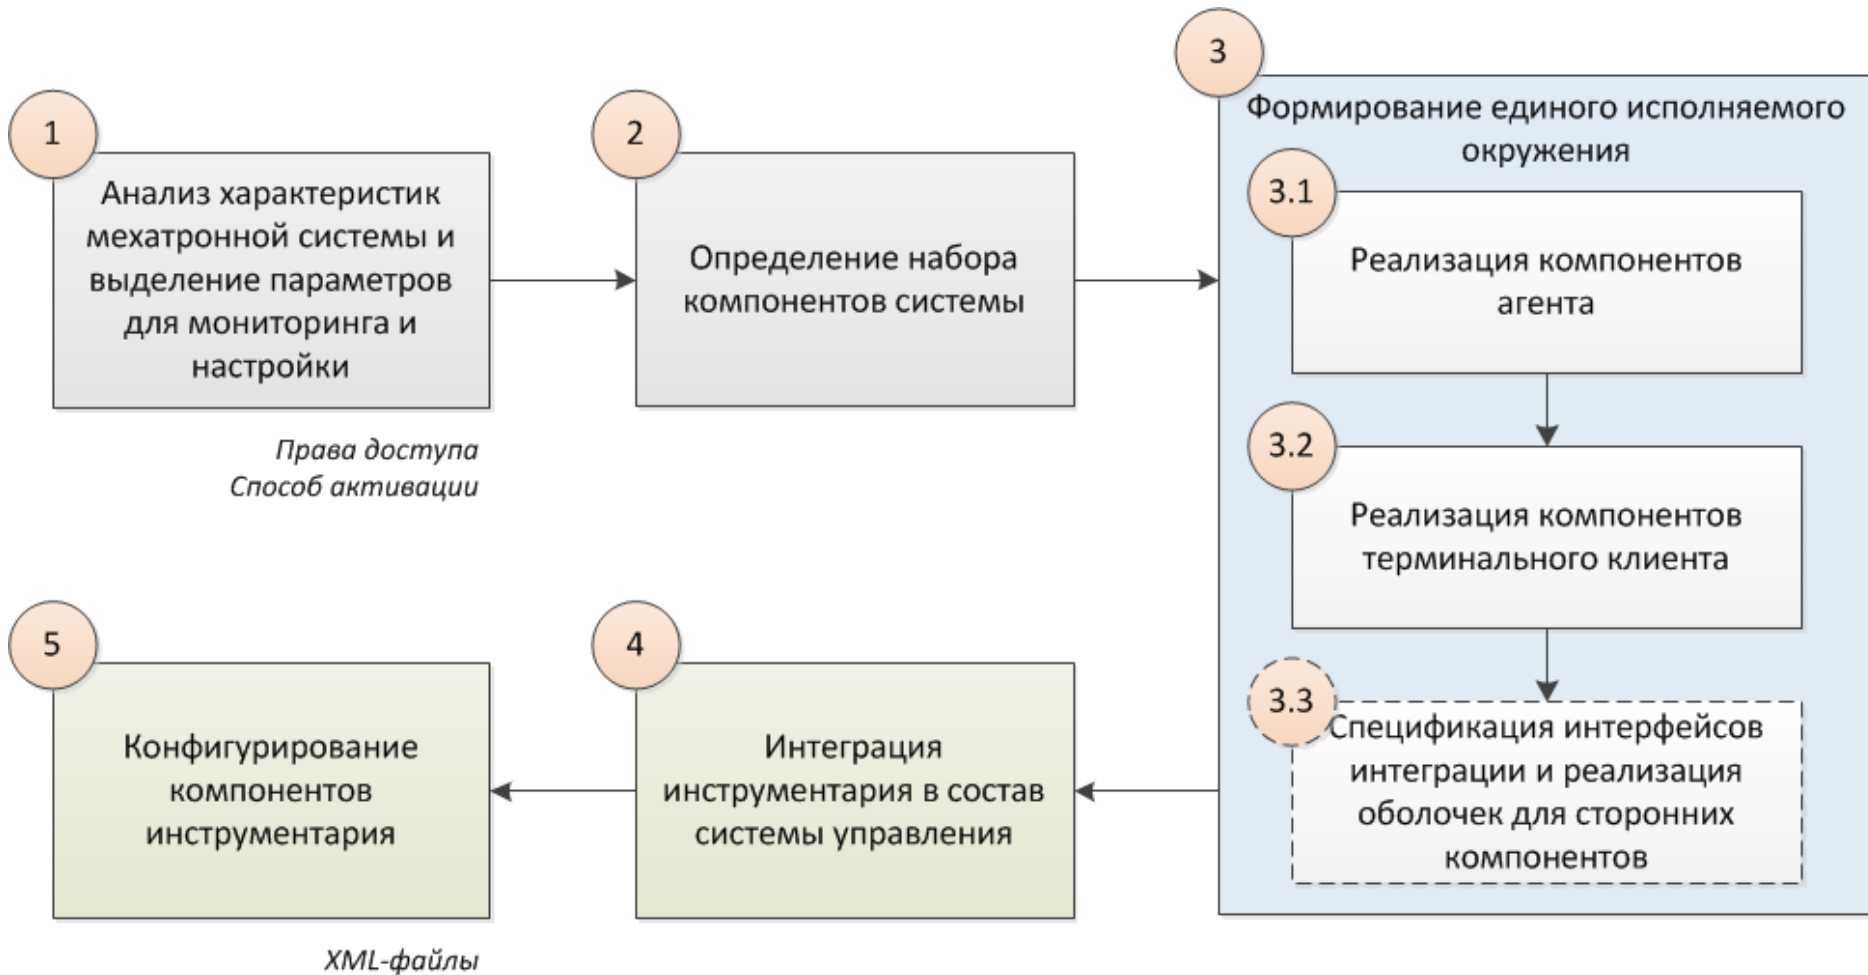 1
Анализ характеристик
мехатронной системы и
выделение параметров
для мониторинга и
настройки
Права доступа
Способ активации
2
Определение набора
компонентов системы
3
Формирование единого исполняемого
окружения
3.1
Реализация компонентов
агента
3.2
Реализация компонентов
терминального клиента
3.3
Спецификация интерфейсов
интеграции и реализация
оболочек для сторонних
компонентов
4
Интеграция
инструментария в состав
системы управления
5
Конфигурирование
компонентов
инструментария
XML-файлы